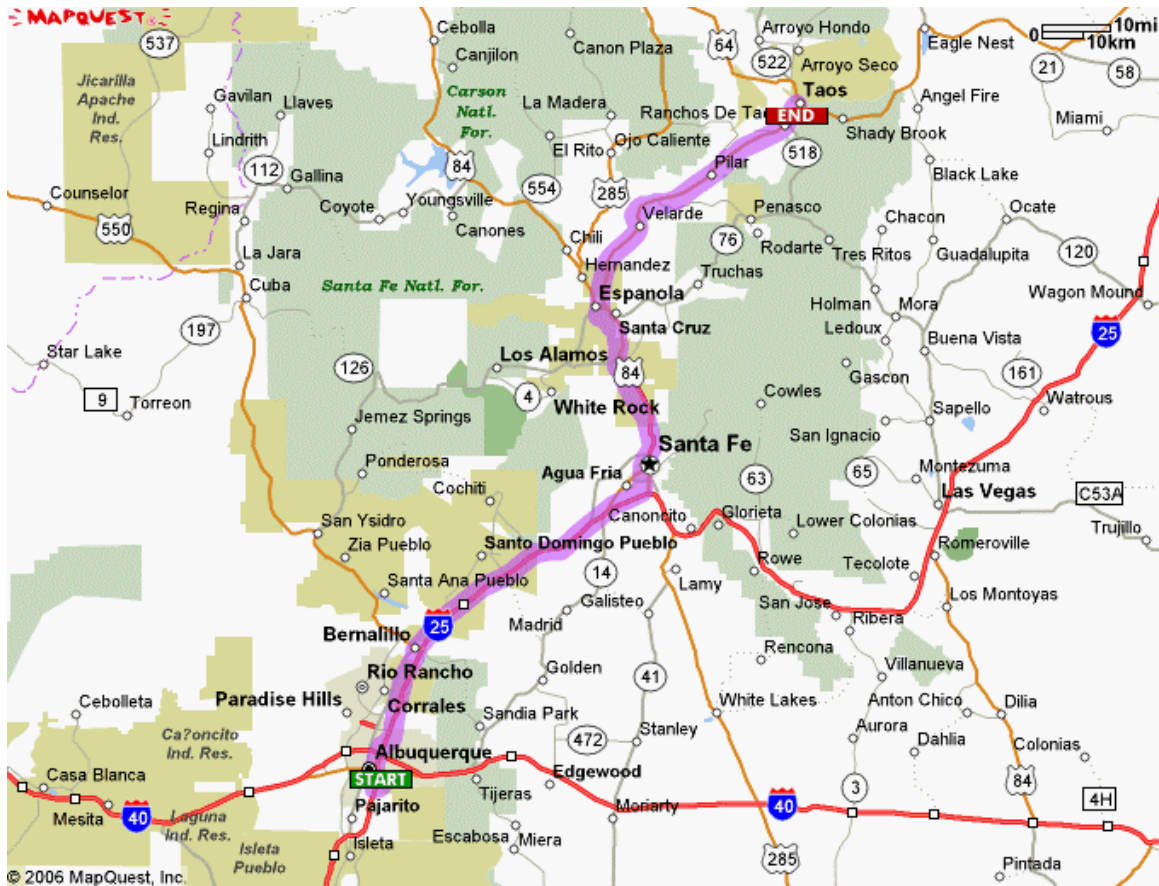 MAPQUEST
Cebolla
Arroyo Hondo
10mi
0
10km
537
Canon Plaza
64
Eagle Nest
Canjilon
522
Arroyo Seco
21
58
Jicarilla
Apache
Ind.
Res.
Carson
Natl.
For.
Taos
Gavilan
Llaves
La Madera
Ranchos De Ta
END
Angel Fire
Miami
Shady Brook
Lindrith
El Rito
Ojo Caliente
518
112
84
Pilar
Black Lake
Gallina
554
285
Counselor
Coyote
Youngsville
Velarde
Penasco
Chacon
Ocate
Regina
Canones
550
76
Rodarte
Tres Ritos
Guadalupita
120
La Jara
Chili
Hernandez
Truchas
Cuba
Santa Fe Natl. For.
Espanola
Holman
Mora
Wagon Mound
197
Santa Cruz
Ledoux
25
Star Lake
Los Alamos
Buena Vista
126
84
Gascon
161
9
4
Cowles
Torreon
White Rock
Watrous
Jemez Springs
Sapello
Santa Fe
San Ignacio
Ponderosa
Agua Fria
65
Montezuma
63
Cochiti
Las Vegas
C53A
Canoncito
Glorieta
Lower Colonias
San Ysidro
Trujillo
Santo Domingo Pueblo
Romeroville
Zia Pueblo
Rowe
Tecolote
14
Lamy
Santa Ana Pueblo
Galisteo
San Jose
Los Montoyas
25
Madrid
Ribera
Bernalillo
Rencona
Golden
Villanueva
Rio Rancho
41
Paradise Hills
Cebolleta
Corrales
White Lakes
Anton Chico
Dilia
Sandia Park
Ca?oncito
Ind. Res.
Stanley
Aurora
472
Dahlia
Colonias
Albuquerque
Casa Blanca
START
Edgewood
84
Tijeras
3
4H
Mesita
40
Laguna
Ind. Res.
Pajarito
Moriarty
40
Escabosa
Miera
Isleta
Isleta
Pueblo
285
Pintada
© 2006 MapQuest, Inc.